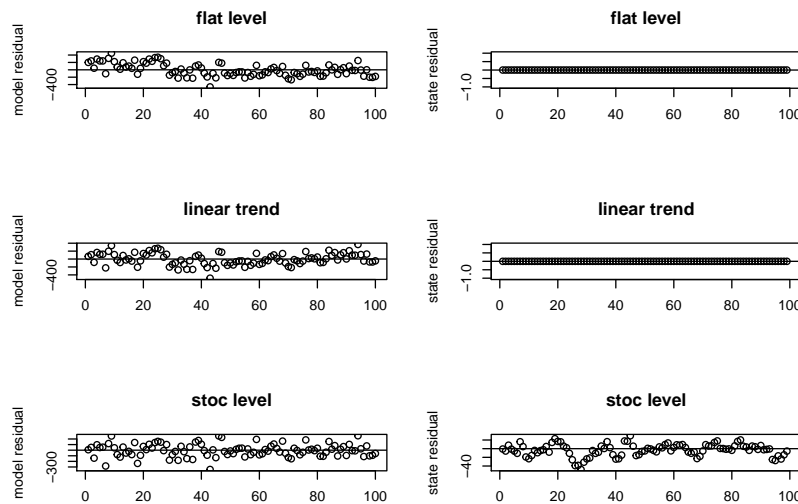 flat level
model residual
−400
0 20 40 60 80 100
flat level
state residual
−1.0
0 20 40 60 80 100
linear trend
model residual
−400
0 20 40 60 80 100
linear trend
state residual
−1.0
0 20 40 60 80 100
stoc level
model residual
−300
0 20 40 60 80 100
stoc level
state residual
−40
0 20 40 60 80 100